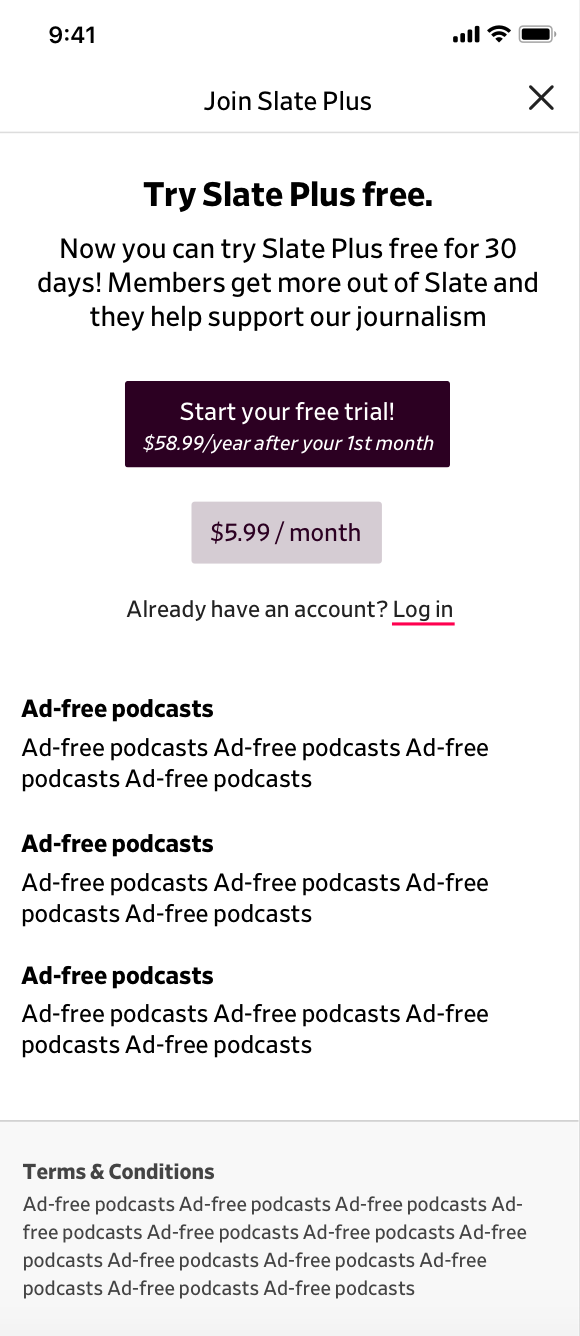 9:41
Join Slate Plus
Try Slate Plus free.
Now you can try Slate Plus free for 30
days! Members get more out of Slate and
they help support our journalism
Start your free trial!
$58.99/year after your 1st month
$5.99 / month
Already have an account? Log in
Ad-free podcasts
Ad-free podcasts Ad-free podcasts Ad-free
podcasts Ad-free podcasts
Ad-free podcasts
Ad-free podcasts Ad-free podcasts Ad-free
podcasts Ad-free podcasts
Ad-free podcasts
Ad-free podcasts Ad-free podcasts Ad-free
podcasts Ad-free podcasts
Terms & Conditions
Ad-free podcasts Ad-free podcasts Ad-free podcasts Ad-
free podcasts Ad-free podcasts Ad-free podcasts Ad-free
podcasts Ad-free podcasts Ad-free podcasts Ad-free
podcasts Ad-free podcasts Ad-free podcasts